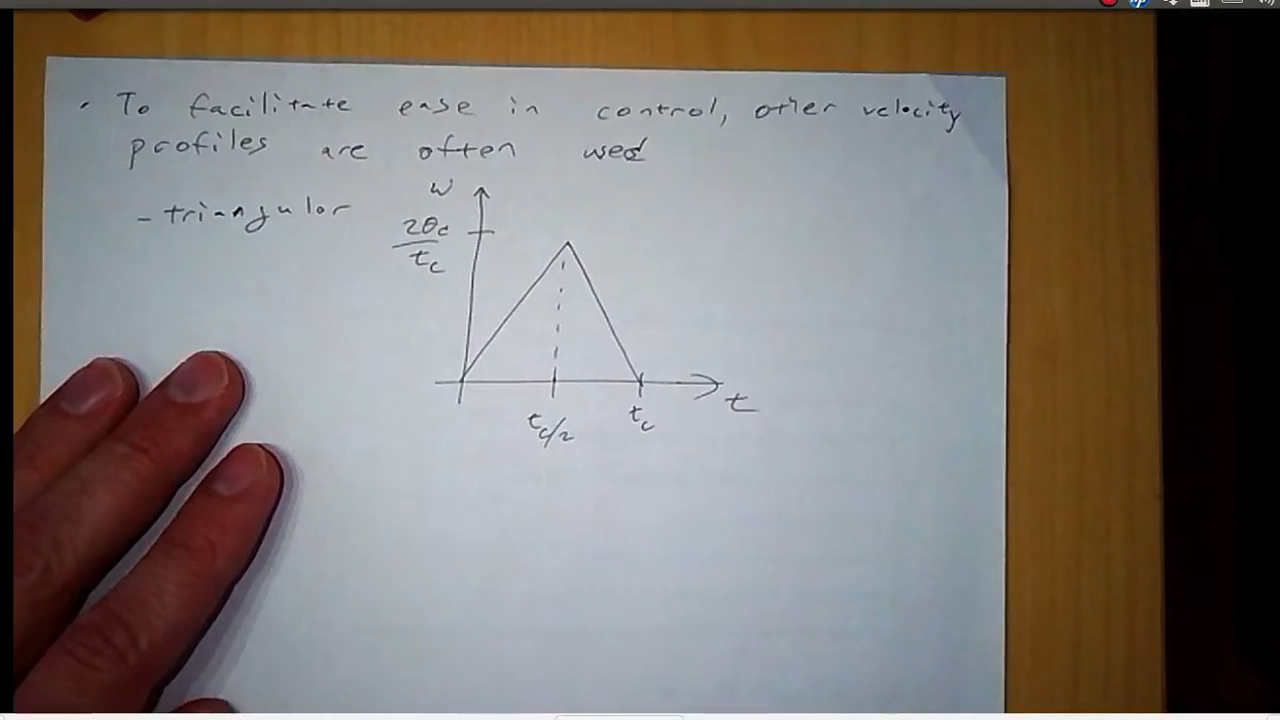 · To facilitate ease in control, other velocity
profiles are often used
- triangular
ω
2θc
tc
tc/2
tc
t